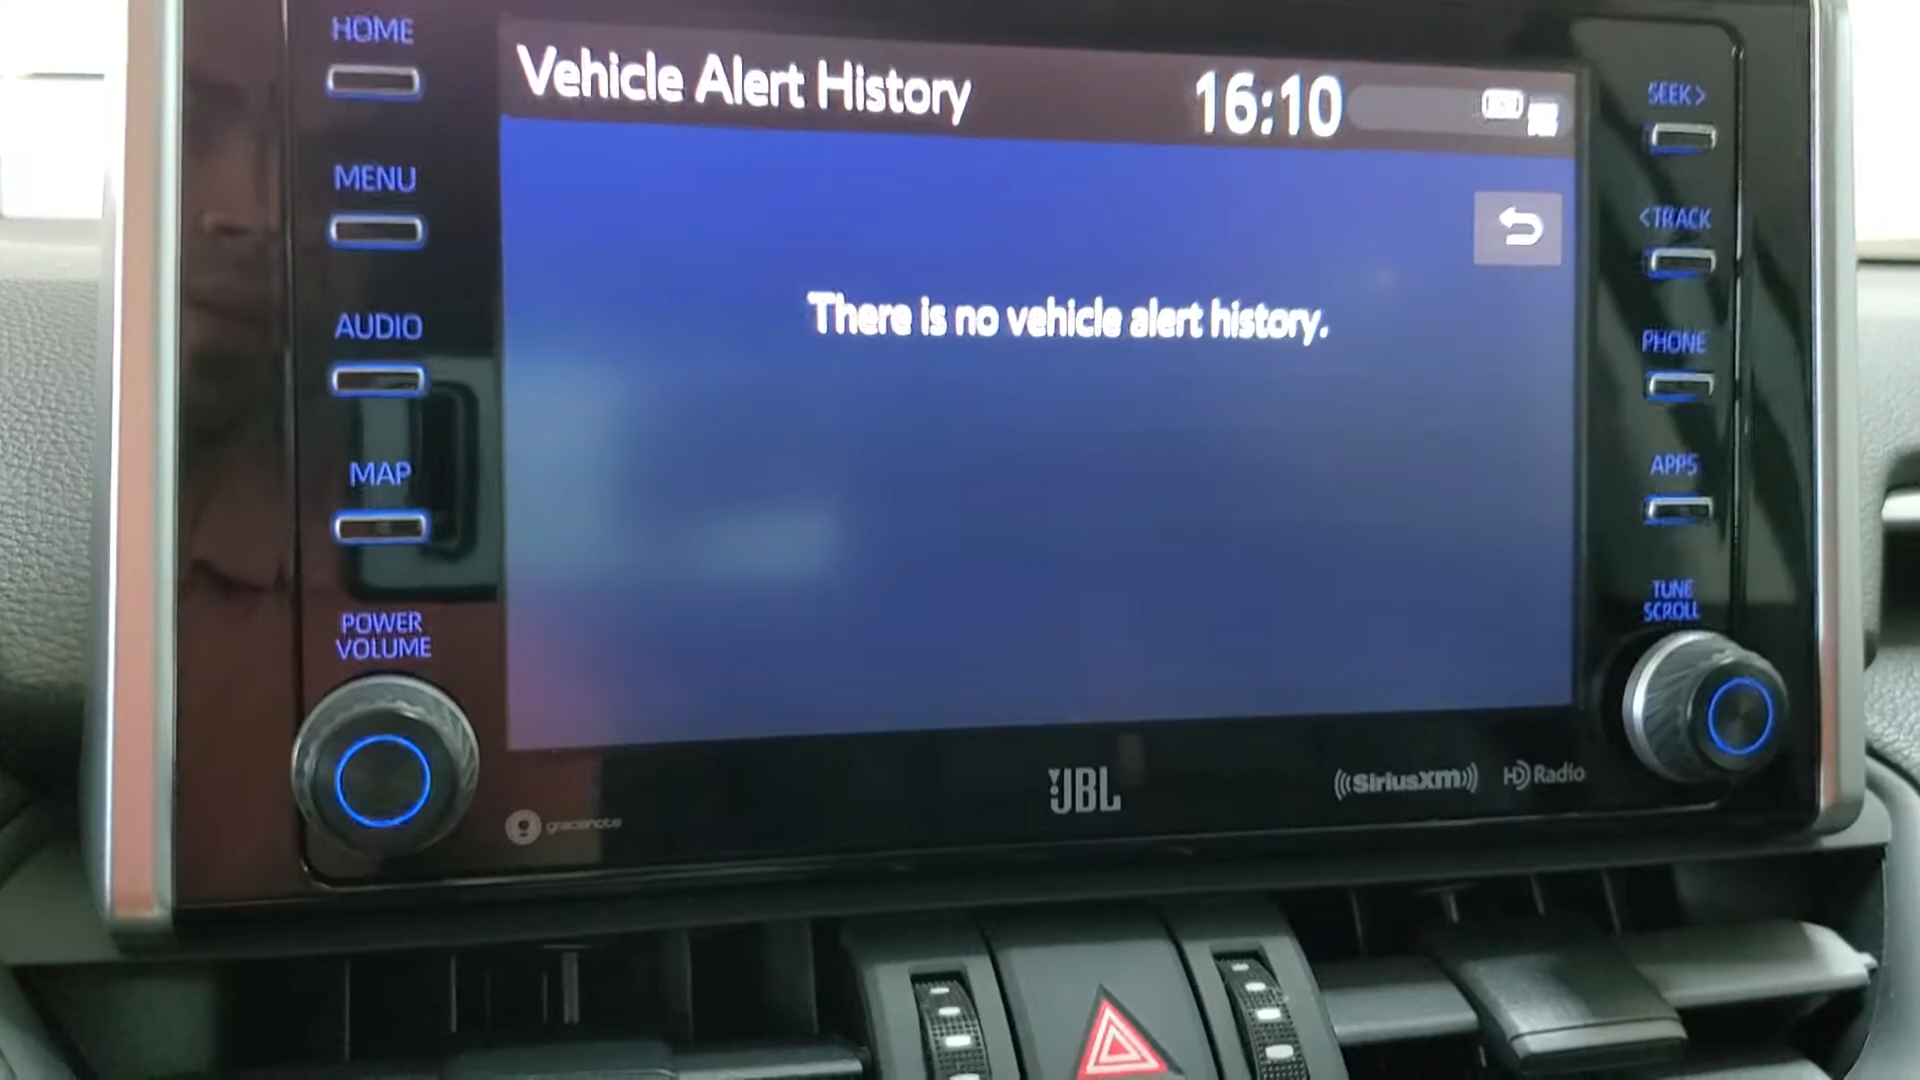 HOME
MENU
AUDIO
MAP
POWER
VOLUME
Vehicle Alert History
16:10
There is no vehicle alert history.
SEEK>
<TRACK
PHONE
APPS
TUNE
SCROLL
gracenote
JBL
SiriusXM
HD Radio